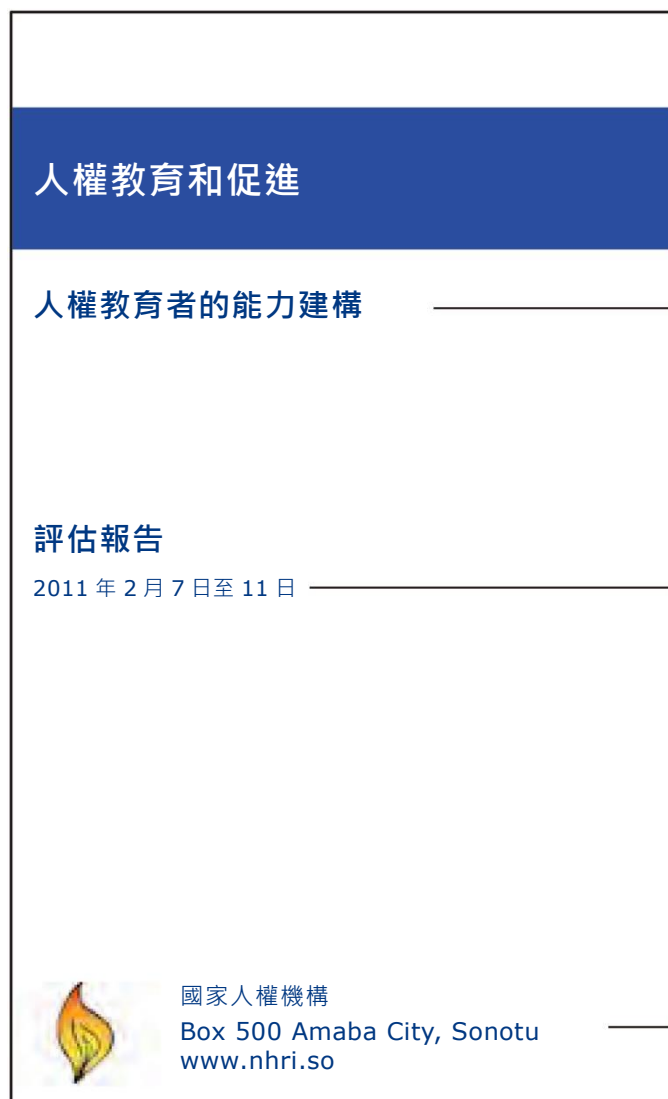 人權教育和促進
人權教育者的能力建構
評估報告
2011 年 2 月 7 日至 11 日
國家人權機構
Box 500 Amaba City, Sonotu
www.nhri.so